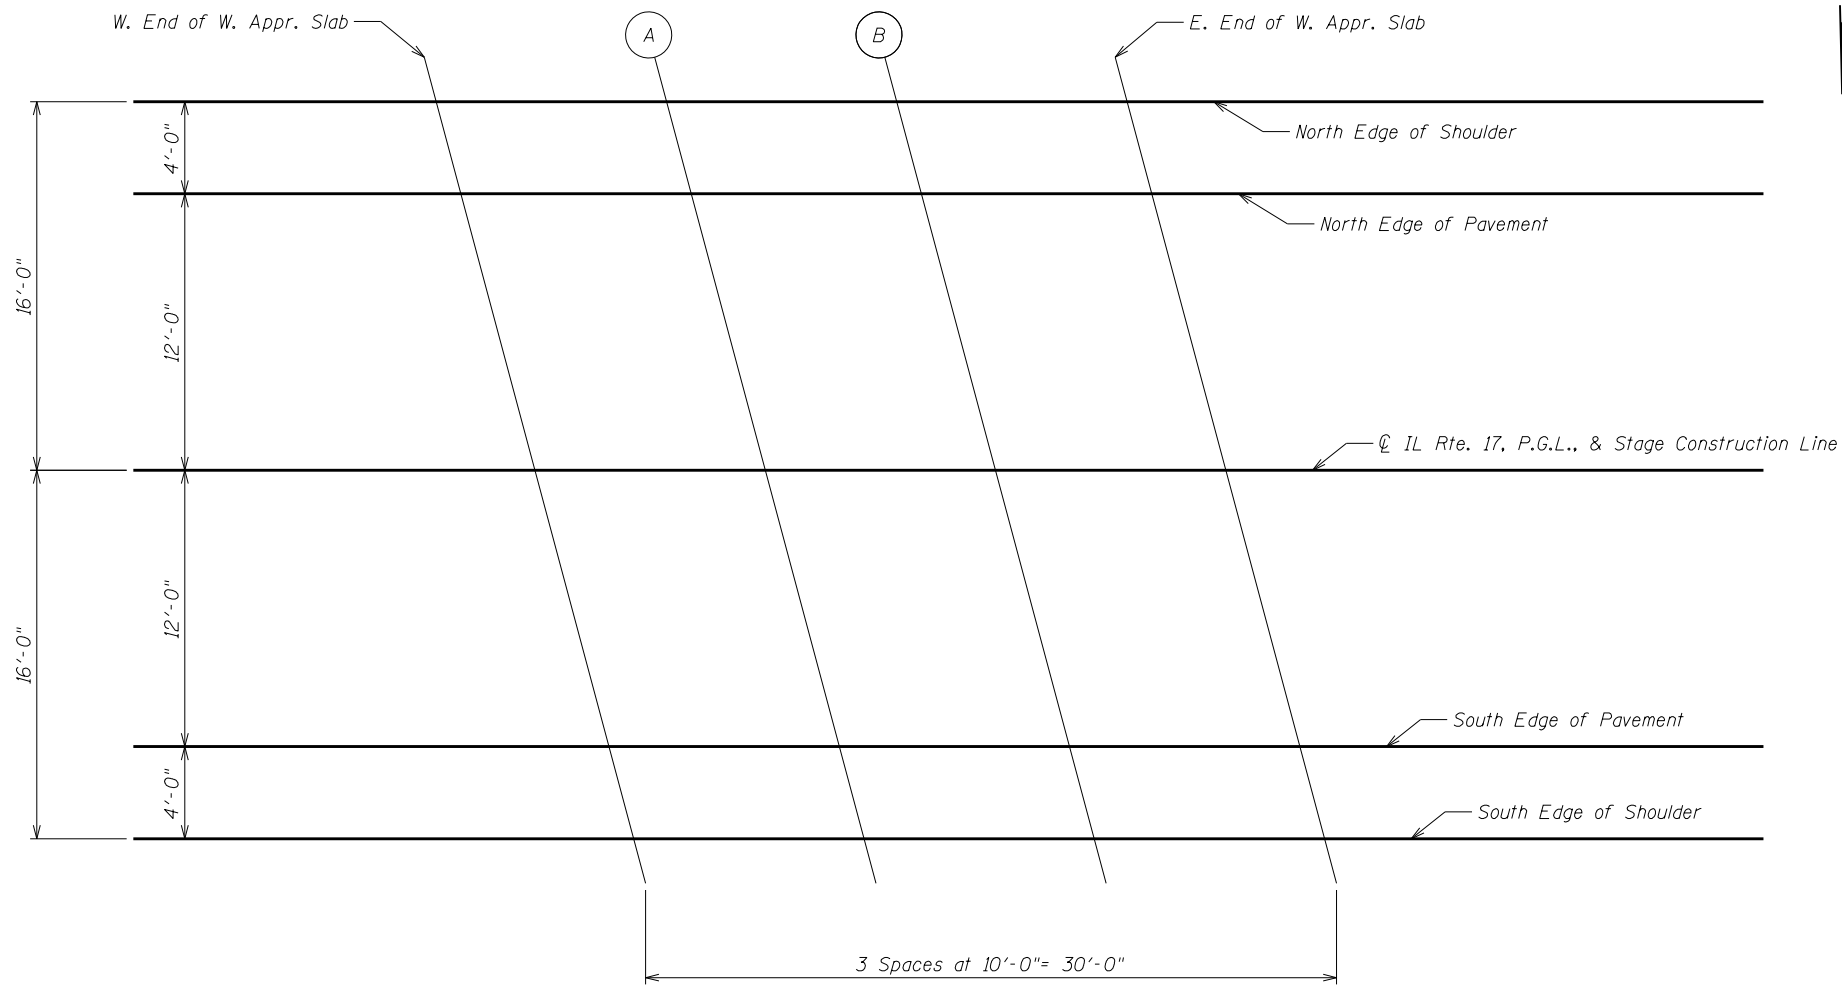 W. End of W. Appr. Slab
A
B
E. End of W. Appr. Slab
4'-0"
North Edge of Shoulder
North Edge of Pavement
16'-0"
12'-0"
℄ IL Rte. 17, P.G.L., & Stage Construction Line
12'-0"
16'-0"
South Edge of Pavement
4'-0"
South Edge of Shoulder
3 Spaces at 10'-0"= 30'-0"